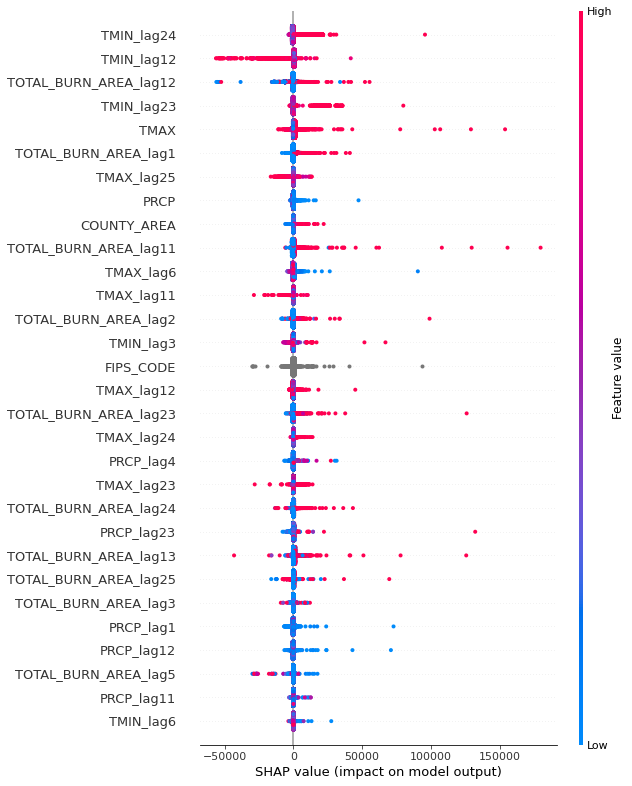 High
TMIN_lag24
TMIN_lag12
TOTAL_BURN_AREA_lag12
TMIN_lag23
TMAX
TOTAL_BURN_AREA_lag1
TMAX_lag25
PRCP
COUNTY_AREA
TOTAL_BURN_AREA_lag11
TMAX_lag6
TMAX_lag11
TOTAL_BURN_AREA_lag2
TMIN_lag3
FIPS_CODE
TMAX_lag12
TOTAL_BURN_AREA_lag23
TMAX_lag24
PRCP_lag4
TMAX_lag23
TOTAL_BURN_AREA_lag24
PRCP_lag23
TOTAL_BURN_AREA_lag13
TOTAL_BURN_AREA_lag25
TOTAL_BURN_AREA_lag3
PRCP_lag1
PRCP_lag12
TOTAL_BURN_AREA_lag5
PRCP_lag11
TMIN_lag6
Feature value
Low
−50000 0 50000 100000 150000
SHAP value (impact on model output)